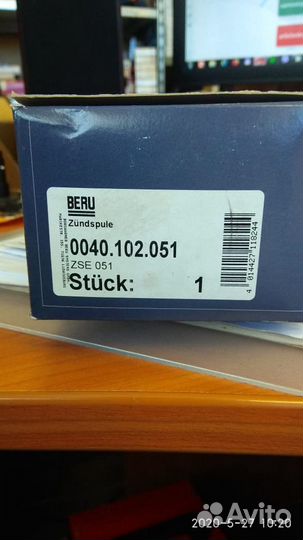 BERU
Zündspule
0040.102.051
ZSE 051
Stück: 1
4 014427 118244
2020-5-27 10:20
Avito